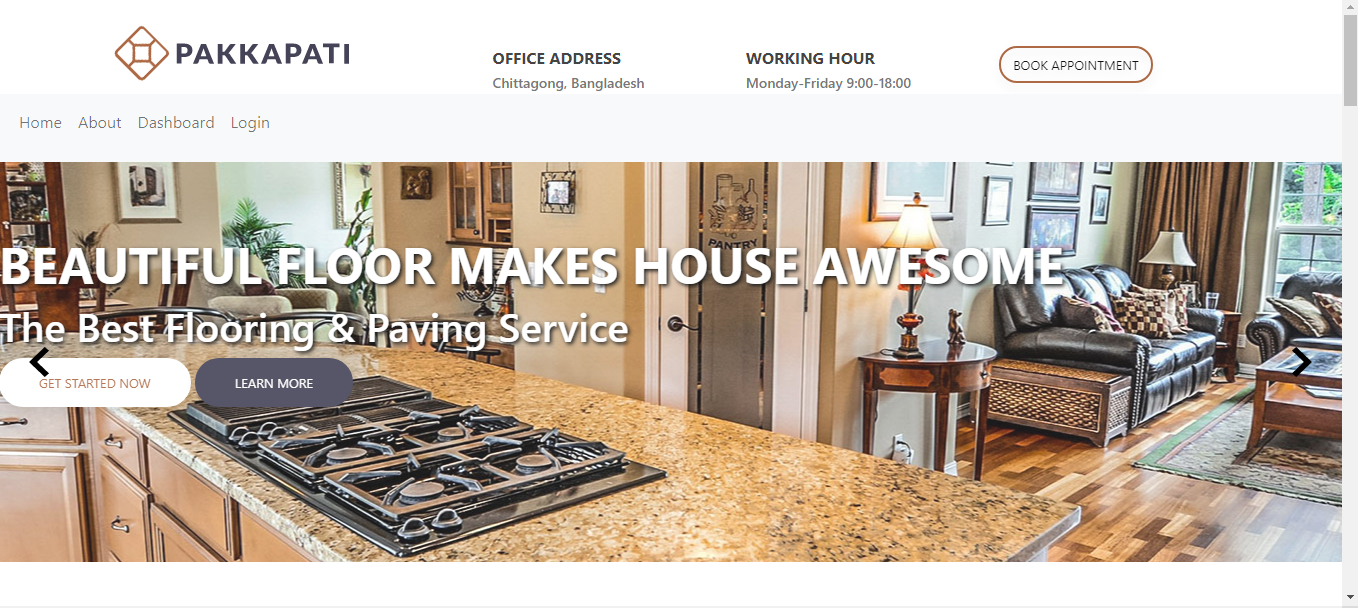 PAKKAPATI
OFFICE ADDRESS
Chittagong, Bangladesh
WORKING HOUR
Monday-Friday 9:00-18:00
BOOK APPOINTMENT
Home About Dashboard Login
PANTRY
BEAUTIFUL FLOOR MAKES HOUSE AWESOME
The Best Flooring & Paving Service
GET STARTED NOW
LEARN MORE